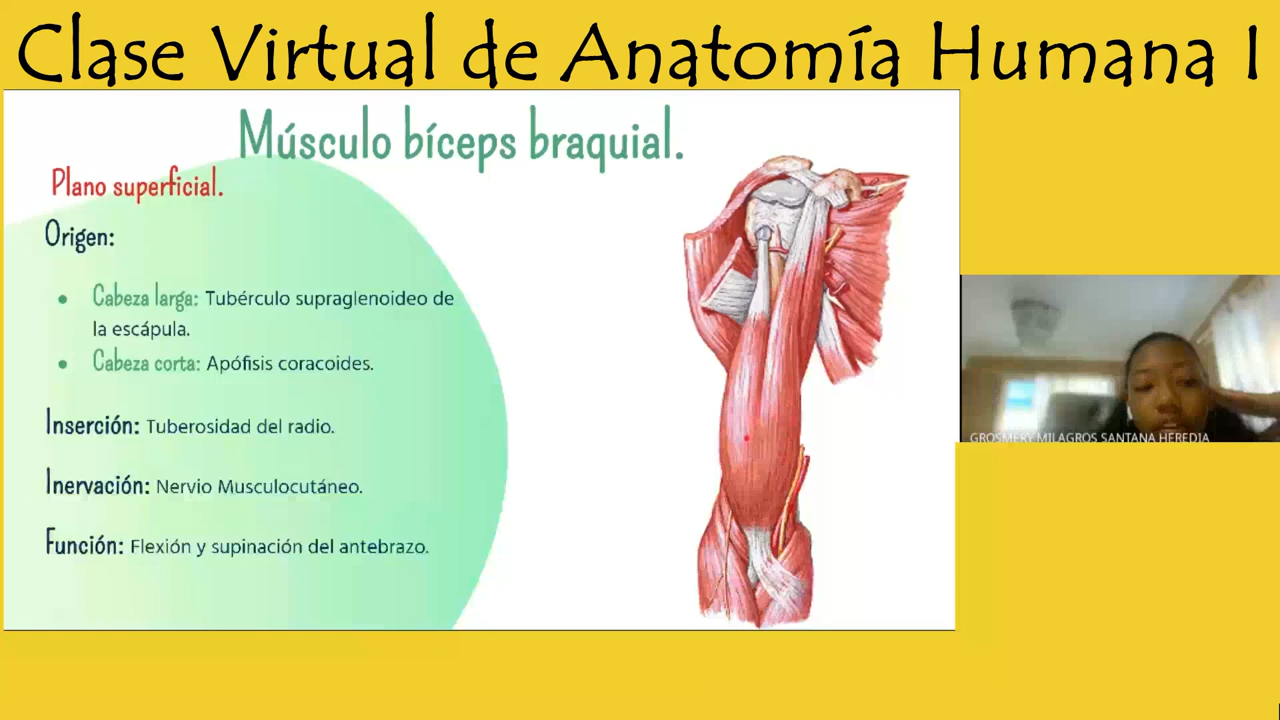 Clase Virtual de Anatomía Humana I
Músculo bíceps braquial.
Plano superficial.
Origen:
• Cabeza larga: Tubérculo supraglenoideo de
la escápula.
• Cabeza corta: Apófisis coracoides.
Inserción: Tuberosidad del radio.
Inervación: Nervio Musculocutáneo.
Función: Flexión y supinación del antebrazo.
GROSMERY MILAGROS SANTANA HEREDIA